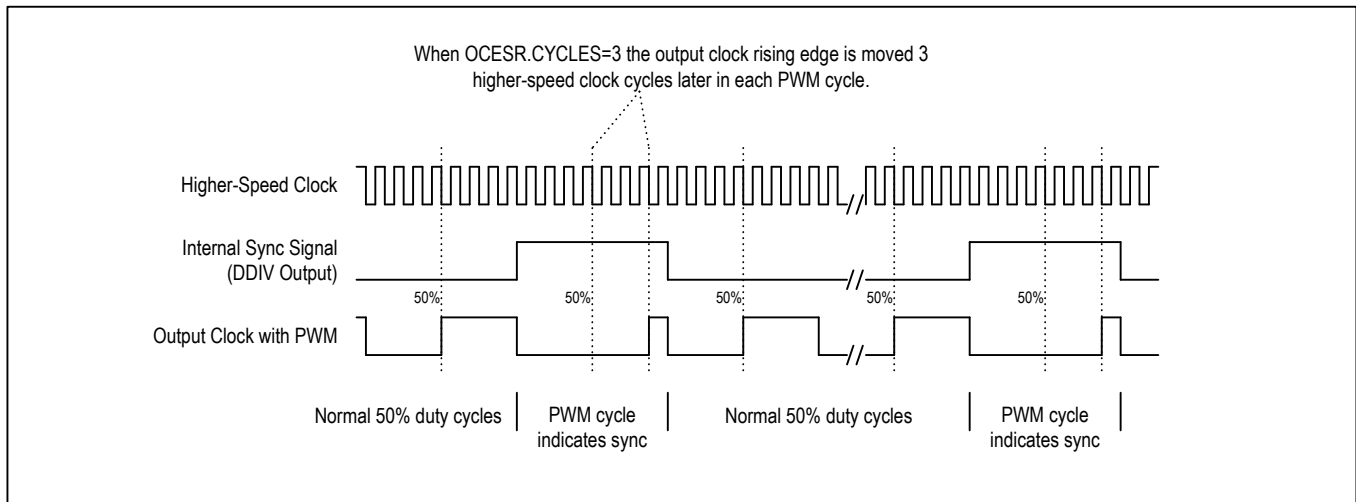 When OCESR.CYCLES=3 the output clock rising edge is moved 3
higher-speed clock cycles later in each PWM cycle.
Higher-Speed Clock
//
Internal Sync Signal
(DDIV Output)
//
50% 50% 50% 50% 50%
Output Clock with PWM
//
Normal 50% duty cycles
PWM cycle
indicates sync
Normal 50% duty cycles
PWM cycle
indicates sync